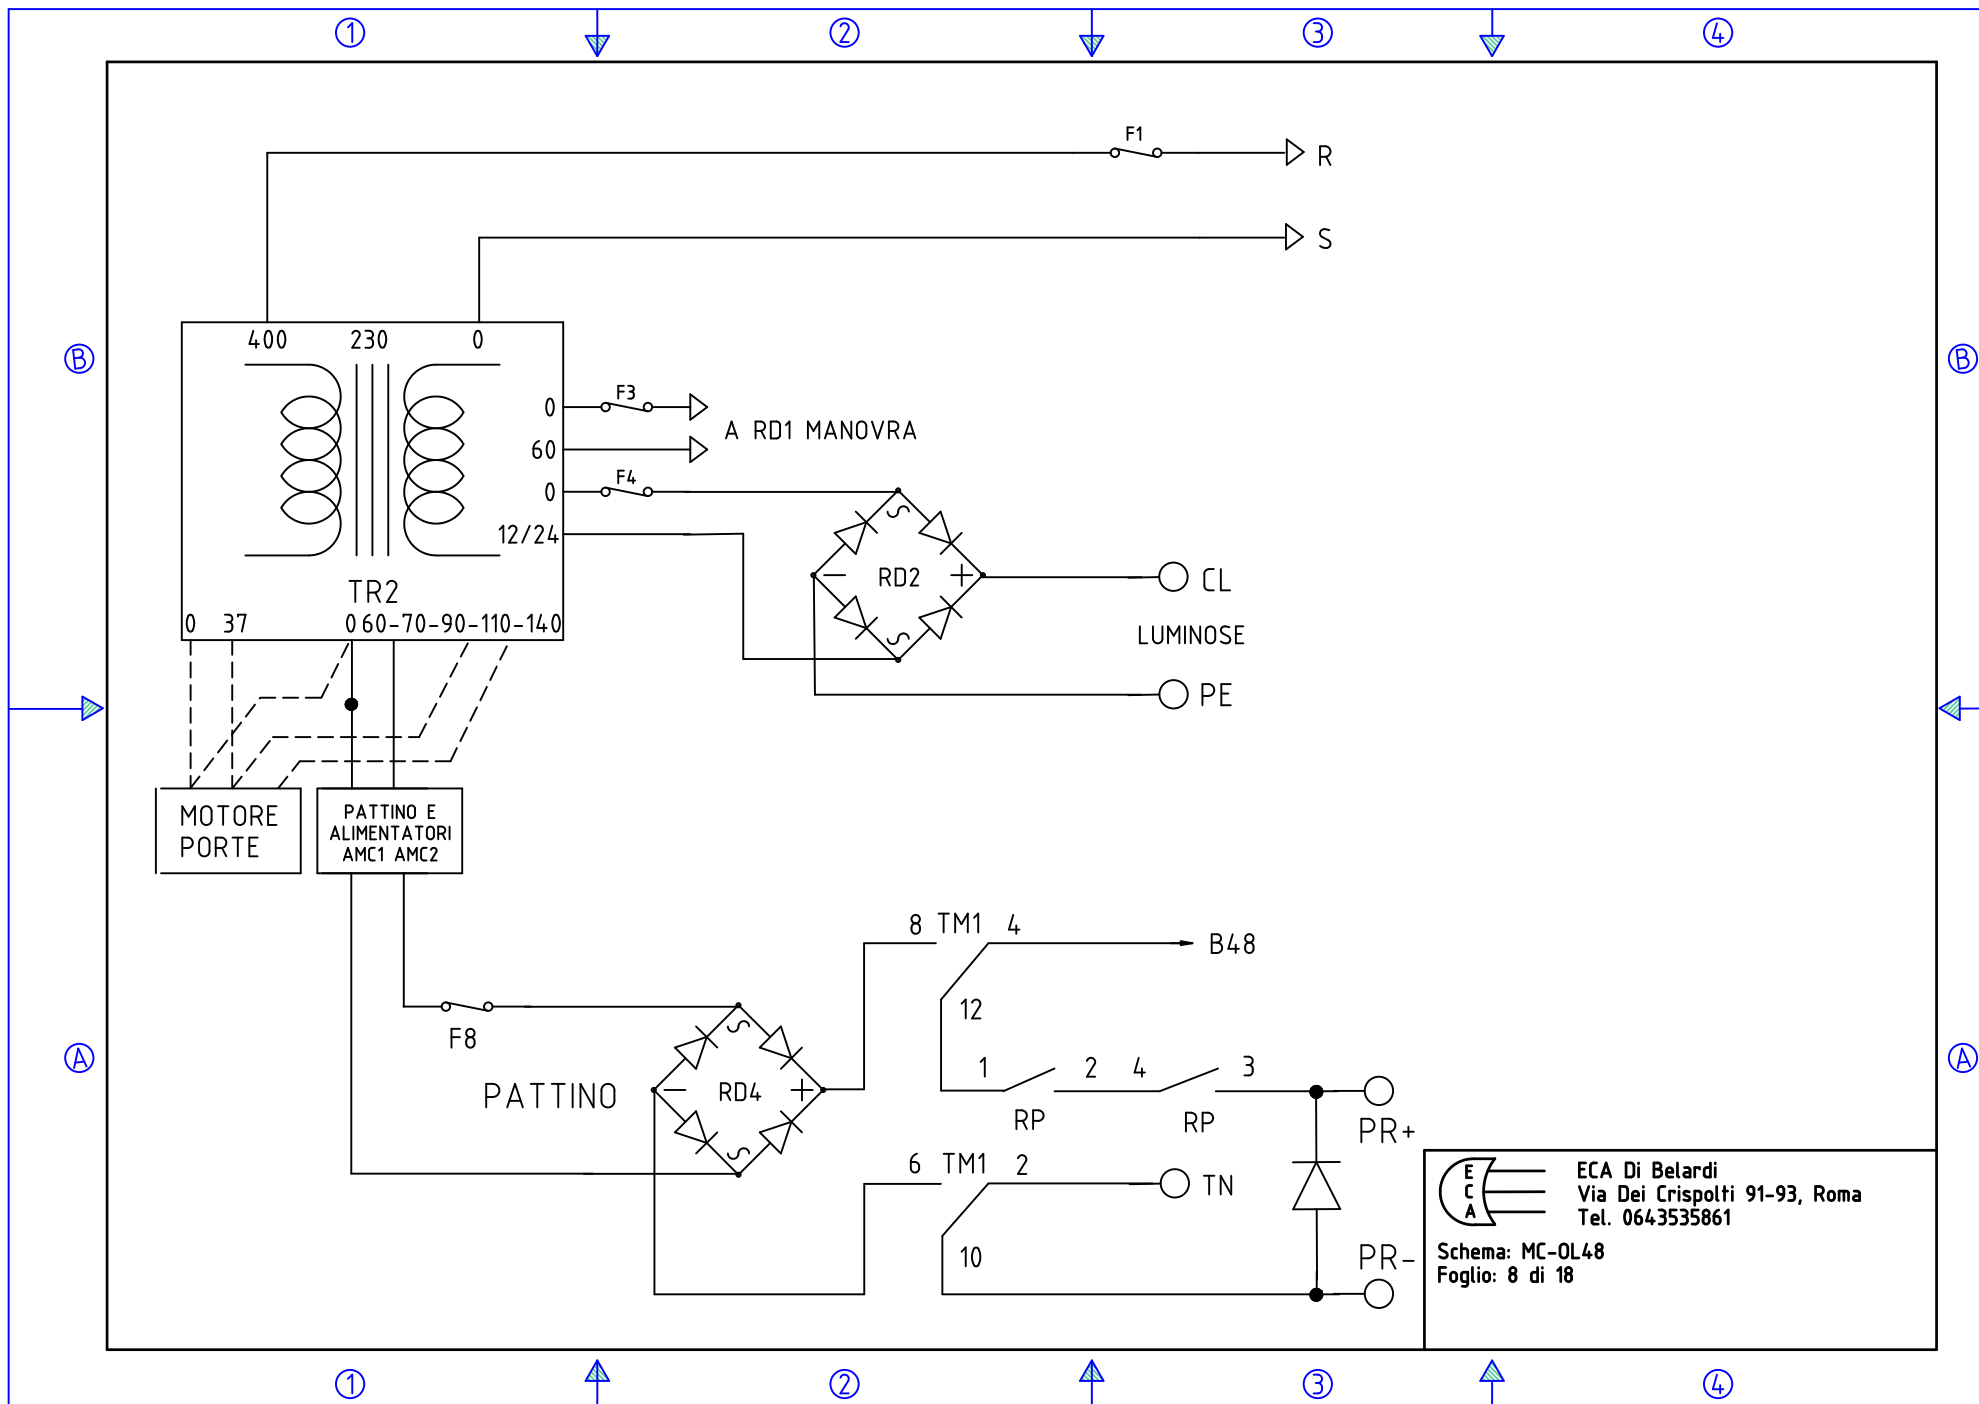 1 2 3 4
F1
R
S
B B
400 230 0
0 F3
A RD1 MANOVRA
60
0 F4
12/24
RD2
- +
CL
LUMINOSE
PE
TR2
0 37 0 60-70-90-110-140
MOTORE
PORTE
PATTINO E
ALIMENTATORI
AMC1 AMC2
8 TM1 4
B48
12
F8
A A
PATTINO
RD4
- +
1 2 4 3
RP RP
PR+
6 TM1 2
TN
10
PR-
E
C
A
ECA Di Belardi
Via Dei Crispolti 91-93, Roma
Tel. 0643535861
Schema: MC-OL48
Foglio: 8 di 18
1 2 3 4